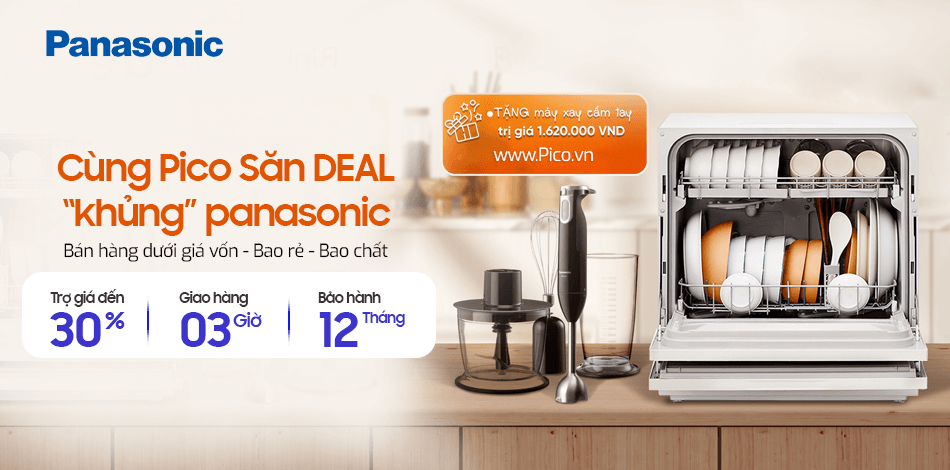 Panasonic
•TẶNG máy xay cầm tay
trị giá 1.620.000 VND
www.Pico.vn
Cùng Pico Săn DEAL
“khủng” panasonic
Bán hàng dưới giá vốn - Bao rẻ - Bao chất
Trợ giá đến
30%
Giao hàng
03 Giờ
Bảo hành
12 Tháng